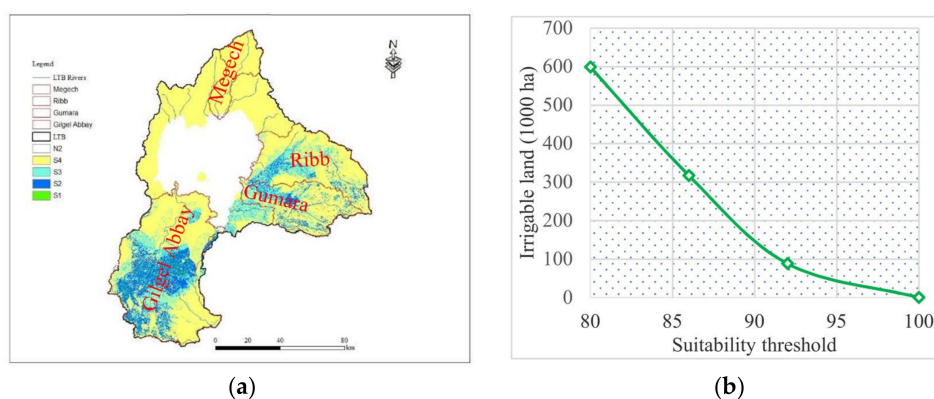 Megech
N
Legend
LTB Rivers
Megech
Ribb
Gumara
Gilgel Abbay
LTB
N2
S4
S3
S2
S1
Ribb
Gumara
Gilgel Abbay
0 20 40 80
km
(a)
Irrigable land (1000 ha)
700
600
500
400
300
200
100
0
80 85 90 95 100
Suitability threshold
(b)